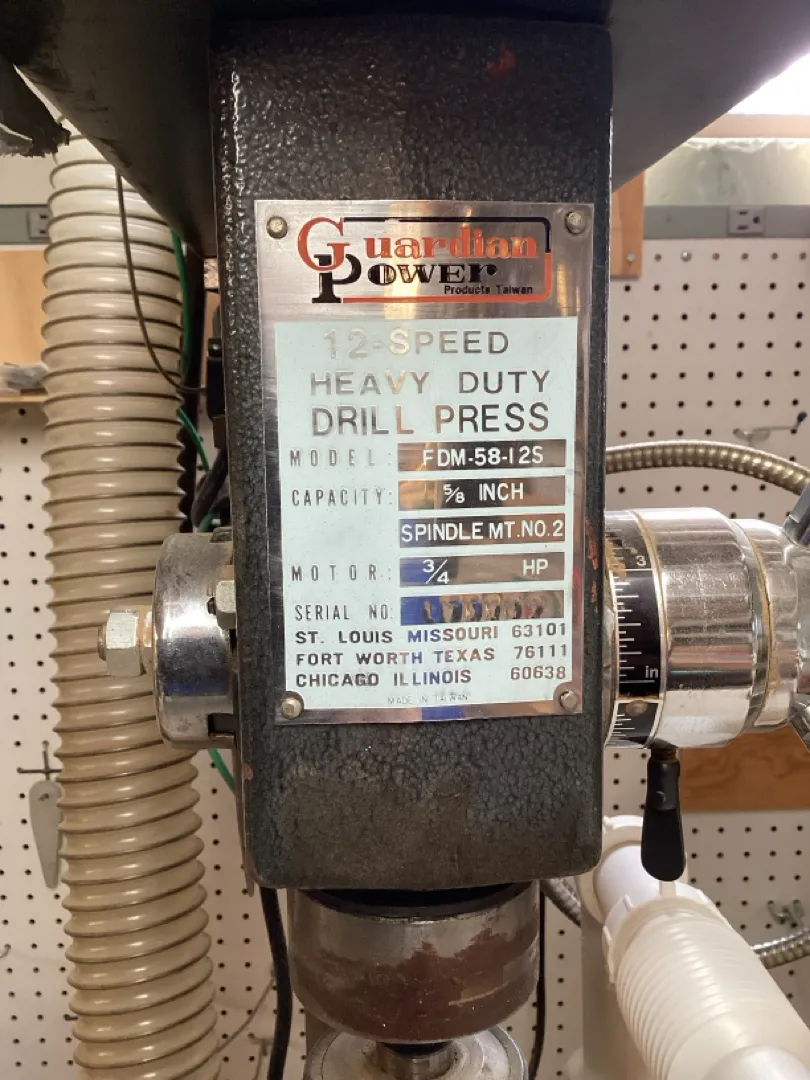 Guardian
Power
Products Taiwan
12-SPEED
HEAVY DUTY
DRILL PRESS
MODEL: FDM-58-12S
CAPACITY: 5/8 INCH
SPINDLE MT.NO.2
MOTOR: 3/4 HP
SERIAL NO:
ST. LOUIS MISSOURI 63101
FORT WORTH TEXAS 76111
CHICAGO ILLINOIS 60638
MADE IN TAIWAN
3
in